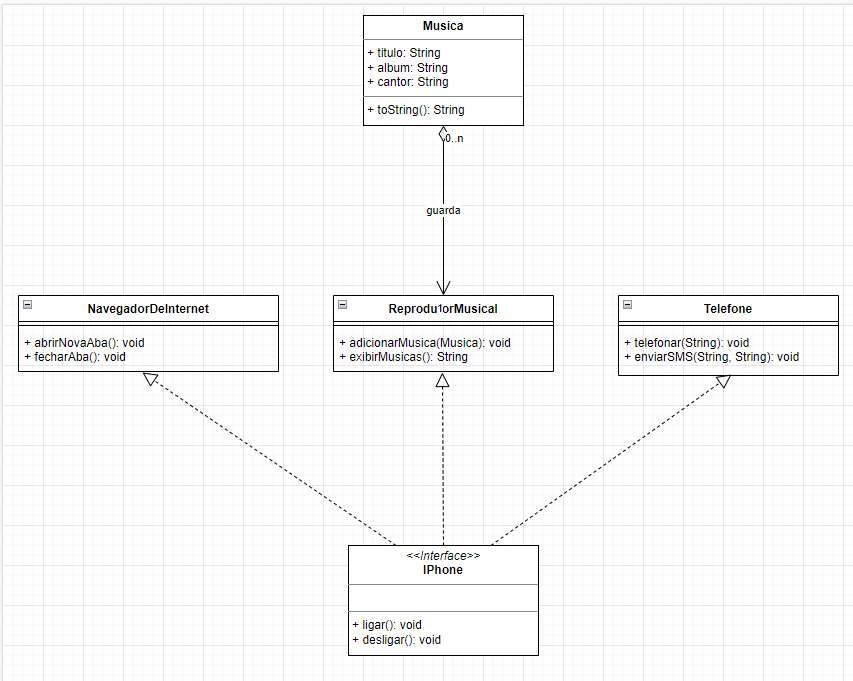 Musica
+ titulo: String
+ album: String
+ cantor: String
+ toString(): String
0..n
guarda
NavegadorDeInternet
+ abrirNovaAba(): void
+ fecharAba(): void
Reprodu1orMusical
+ adicionarMusica(Musica): void
+ exibirMusicas(): String
Telefone
+ telefonar(String): void
+ enviarSMS(String, String): void
<<Interface>>
IPhone
+ ligar(): void
+ desligar(): void